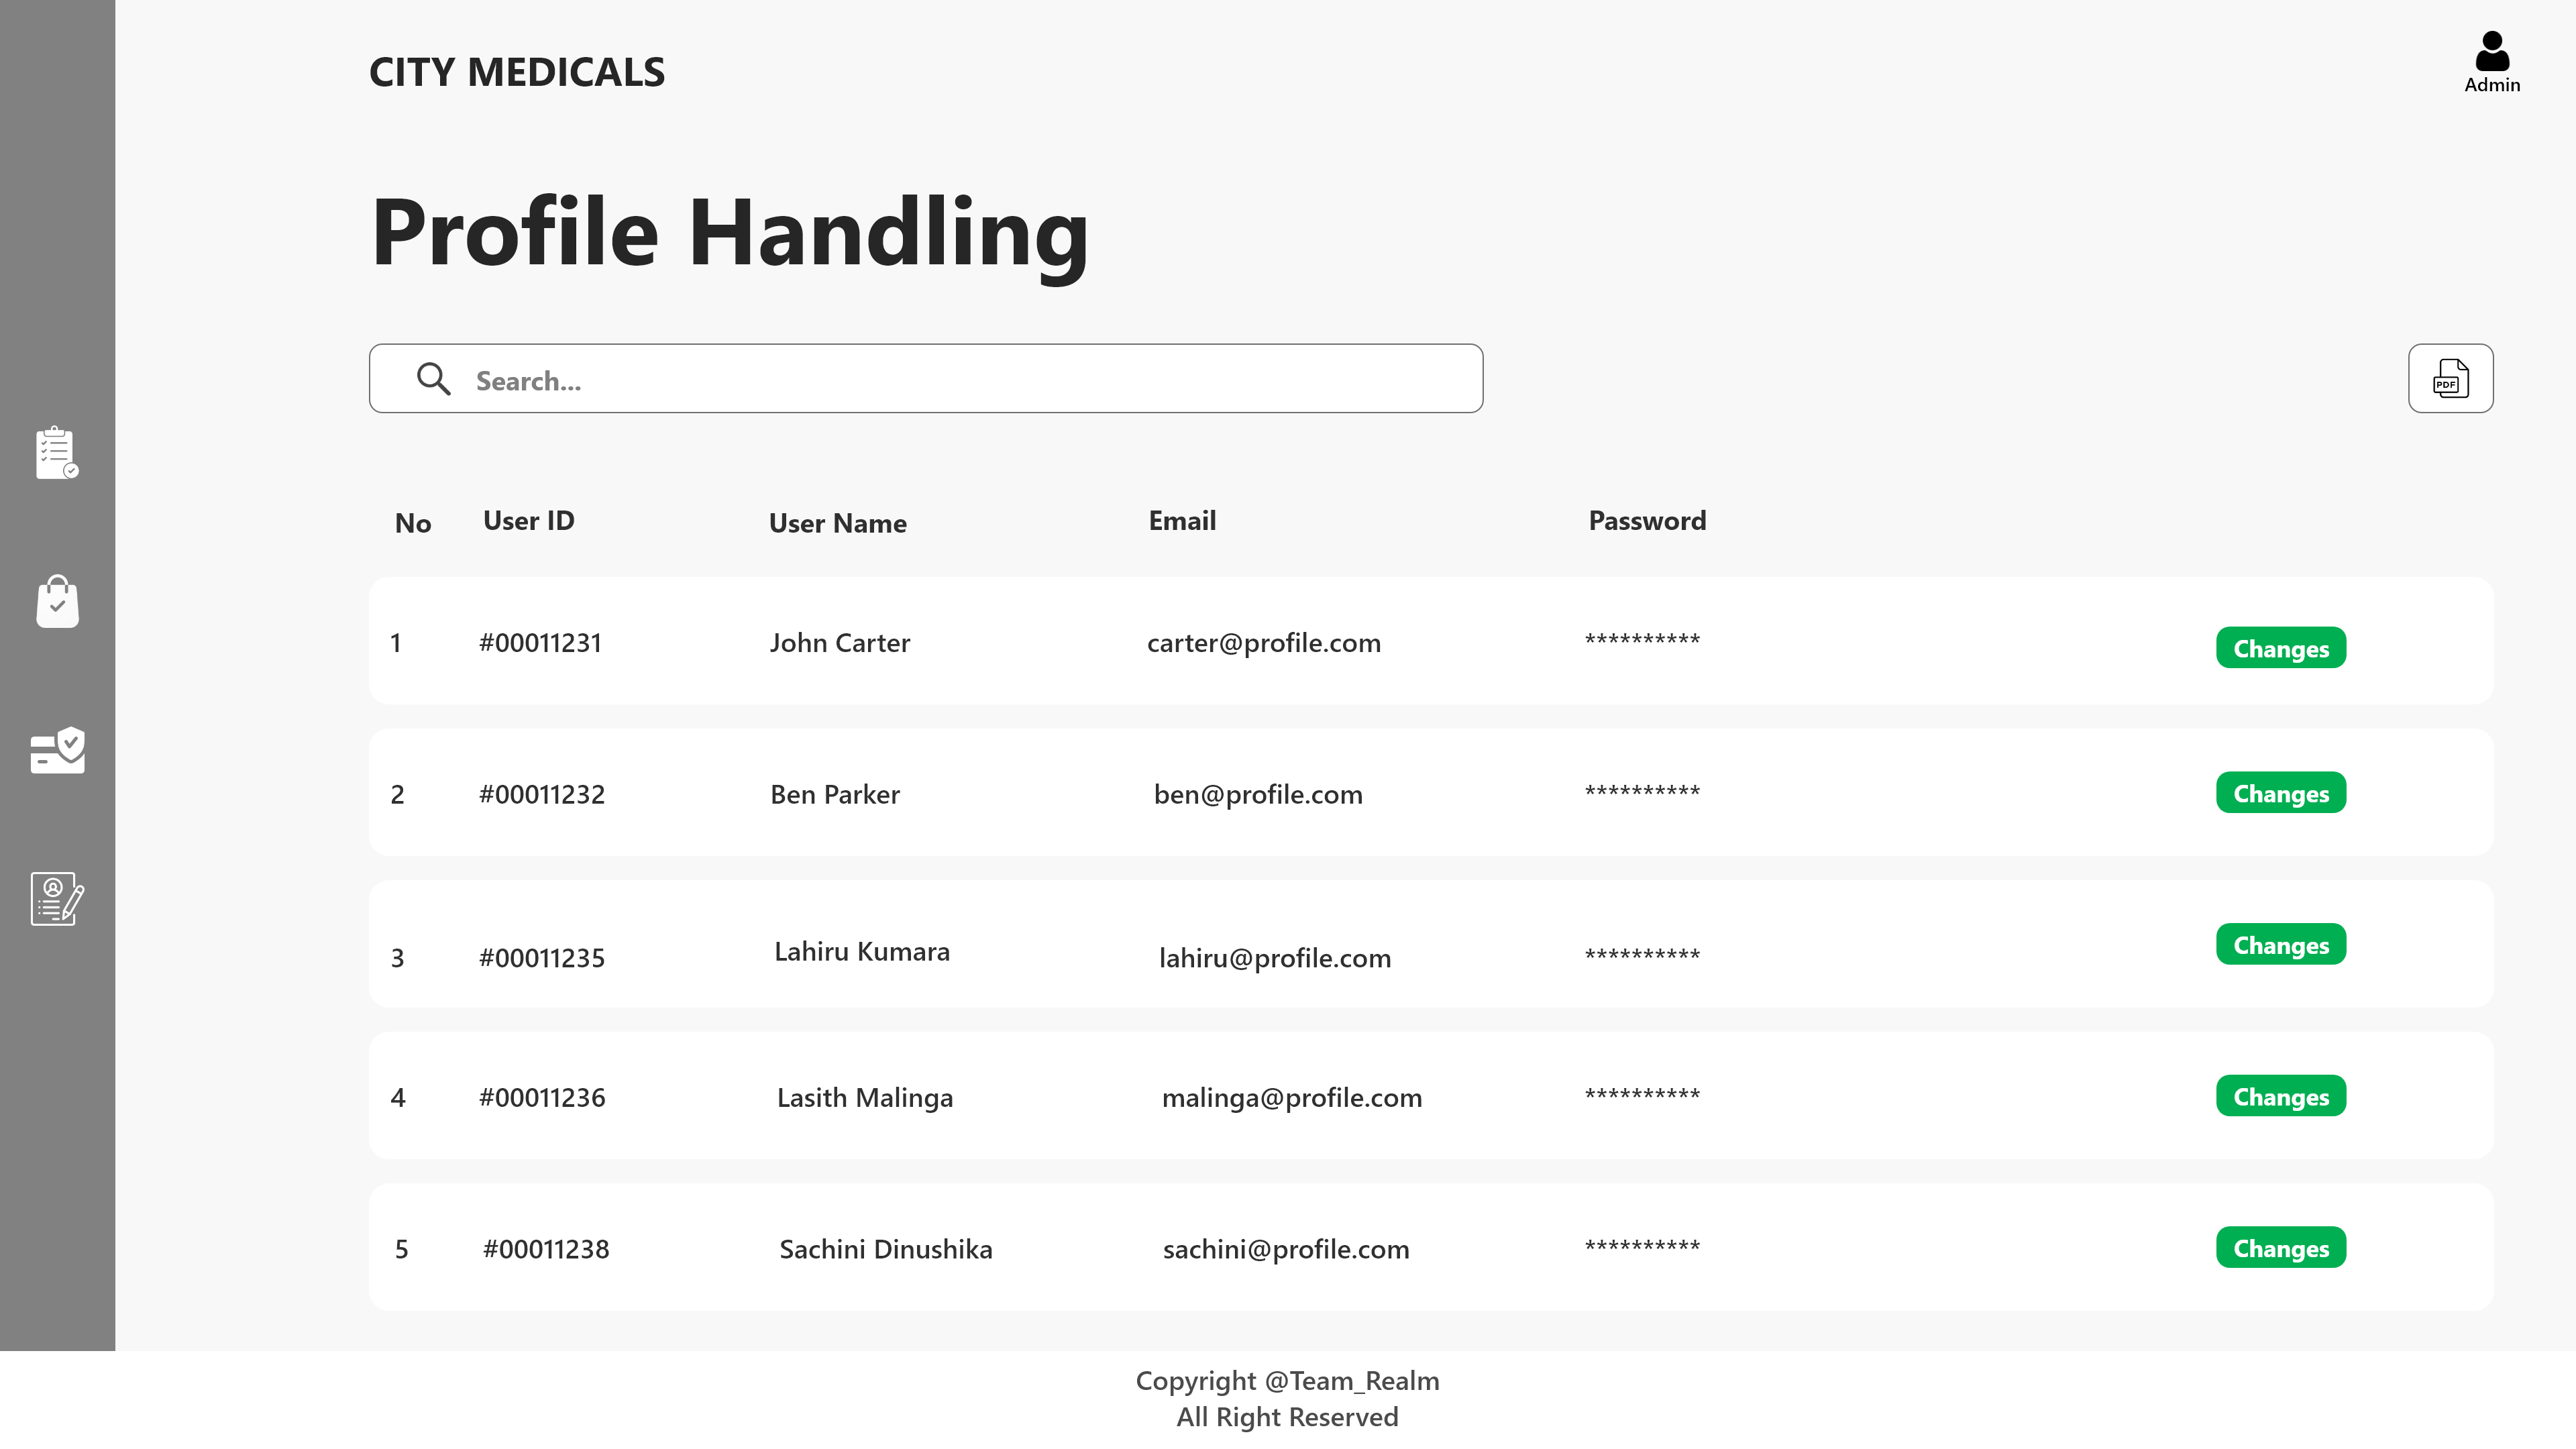 CITY MEDICALS
Admin
Profile Handling
Search...
PDF
No User ID User Name Email Password
1 #00011231 John Carter carter@profile.com ********** Changes
2 #00011232 Ben Parker ben@profile.com ********** Changes
3 #00011235 Lahiru Kumara lahiru@profile.com ********** Changes
4 #00011236 Lasith Malinga malinga@profile.com ********** Changes
5 #00011238 Sachini Dinushika sachini@profile.com ********** Changes
Copyright @Team_Realm
All Right Reserved